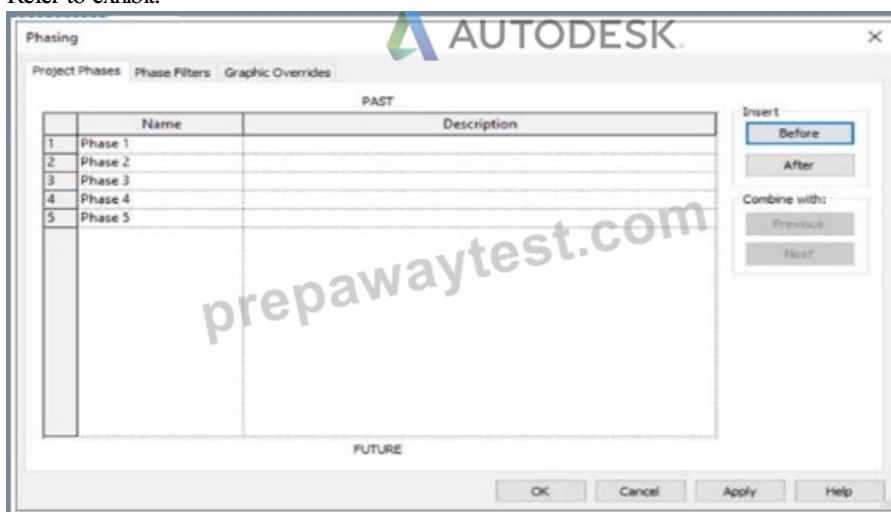 Refer to exhibit.
AUTODESK.
Phasing
Project Phases Phase Filters Graphic Overrides
PAST
Name Description
1 Phase 1
2 Phase 2
3 Phase 3
4 Phase 4
5 Phase 5
Insert
Before
After
Combine with:
Previous
Next
prepawaytest.com
FUTURE
OK Cancel Apply Help